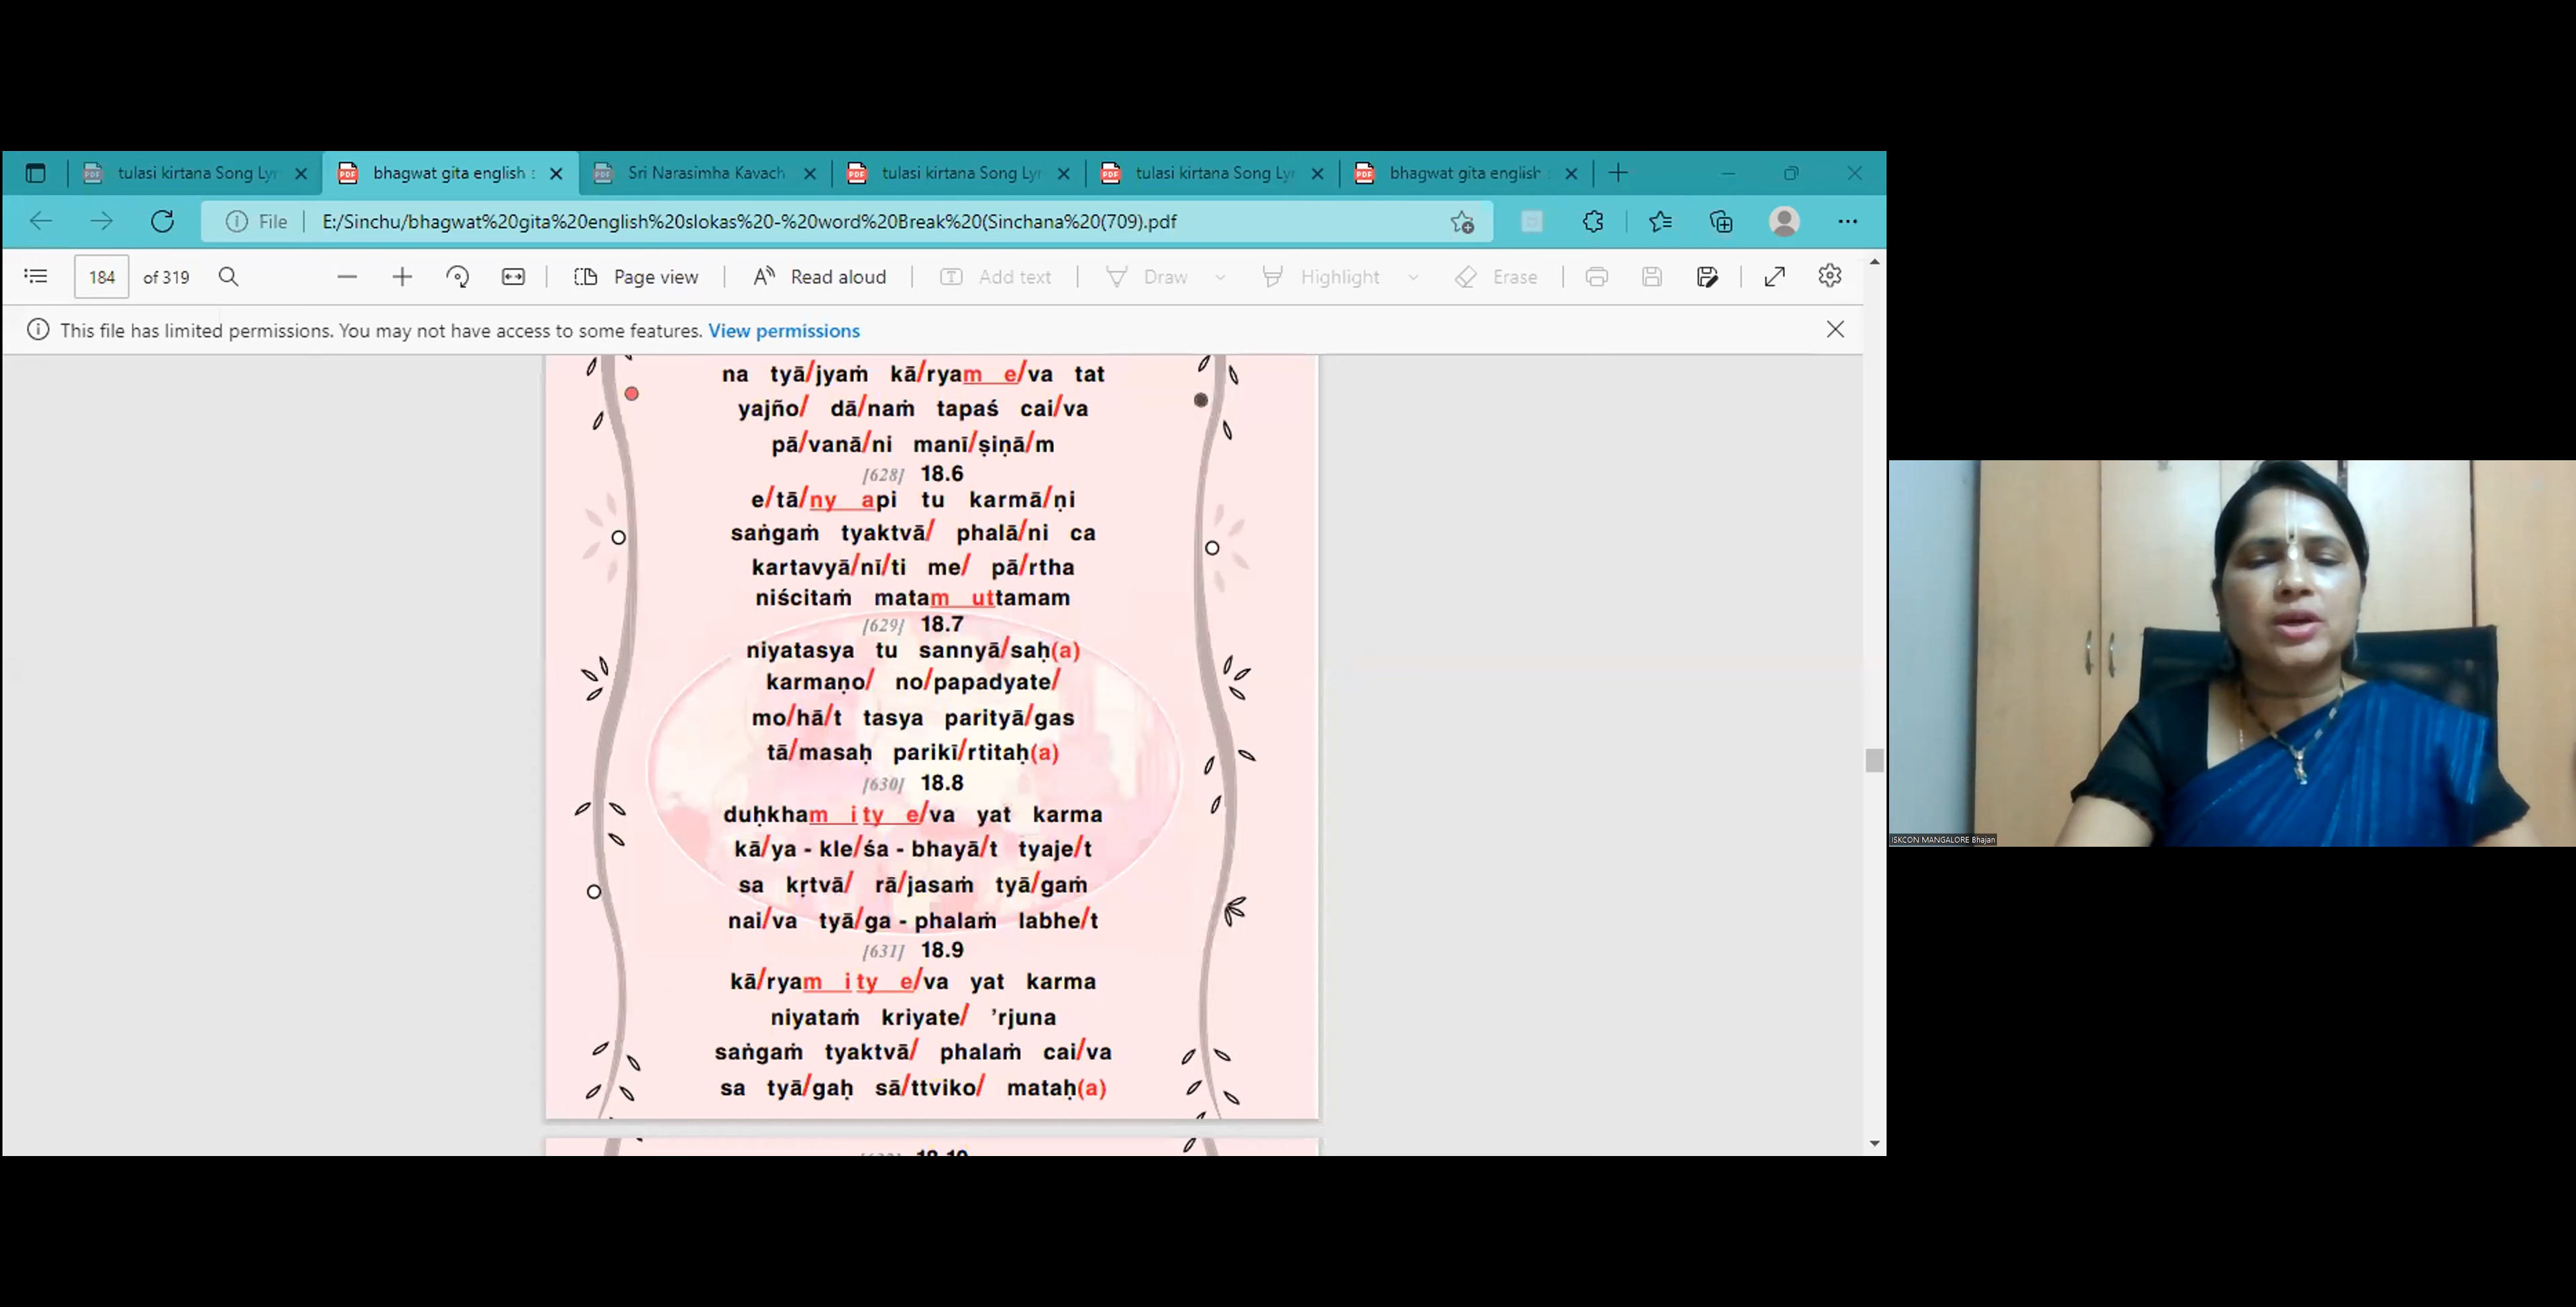 tulasi kirtana Song Lyr
bhagwat gita english s
Sri Narasimha Kavach
tulasi kirtana Song Lyr
tulasi kirtana Song Lyr
bhagwat gita english
File
E:/Sinchu/bhagwat%20gita%20english%20slokas%20-%20word%20Break%20(Sinchana%20(709).pdf
184 of 319
Page view
Read aloud
Add text
Draw
Highlight
Erase
This file has limited permissions. You may not have access to some features. View permissions
na tyā/jyaṁ kā/ryam e/va tat
yajño/ dā/naṁ tapaś cai/va
pā/vanā/ni manī/ṣiṇā/m
[628] 18.6
e/tā/ny api tu karmā/ṇi
saṅgaṁ tyaktvā/ phalā/ni ca
kartavyā/nī/ti me/ pā/rtha
niścitaṁ matam uttamam
[629] 18.7
niyatasya tu sannyā/saḥ(a)
karmaṇo/ no/papadyate/
mo/hā/t tasya parityā/gas
tā/masaḥ parikī/rtitaḥ(a)
[630] 18.8
duḥkham ity e/va yat karma
kā/ya - kle/śa - bhayā/t tyaje/t
sa kṛtvā/ rā/jasaṁ tyā/gaṁ
nai/va tyā/ga - phalaṁ labhe/t
[631] 18.9
kā/ryam ity e/va yat karma
niyataṁ kriyate/ ’rjuna
saṅgaṁ tyaktvā/ phalaṁ cai/va
sa tyā/gaḥ sā/ttviko/ mataḥ(a)
18.10
ISKCON MANGALORE Bhajan